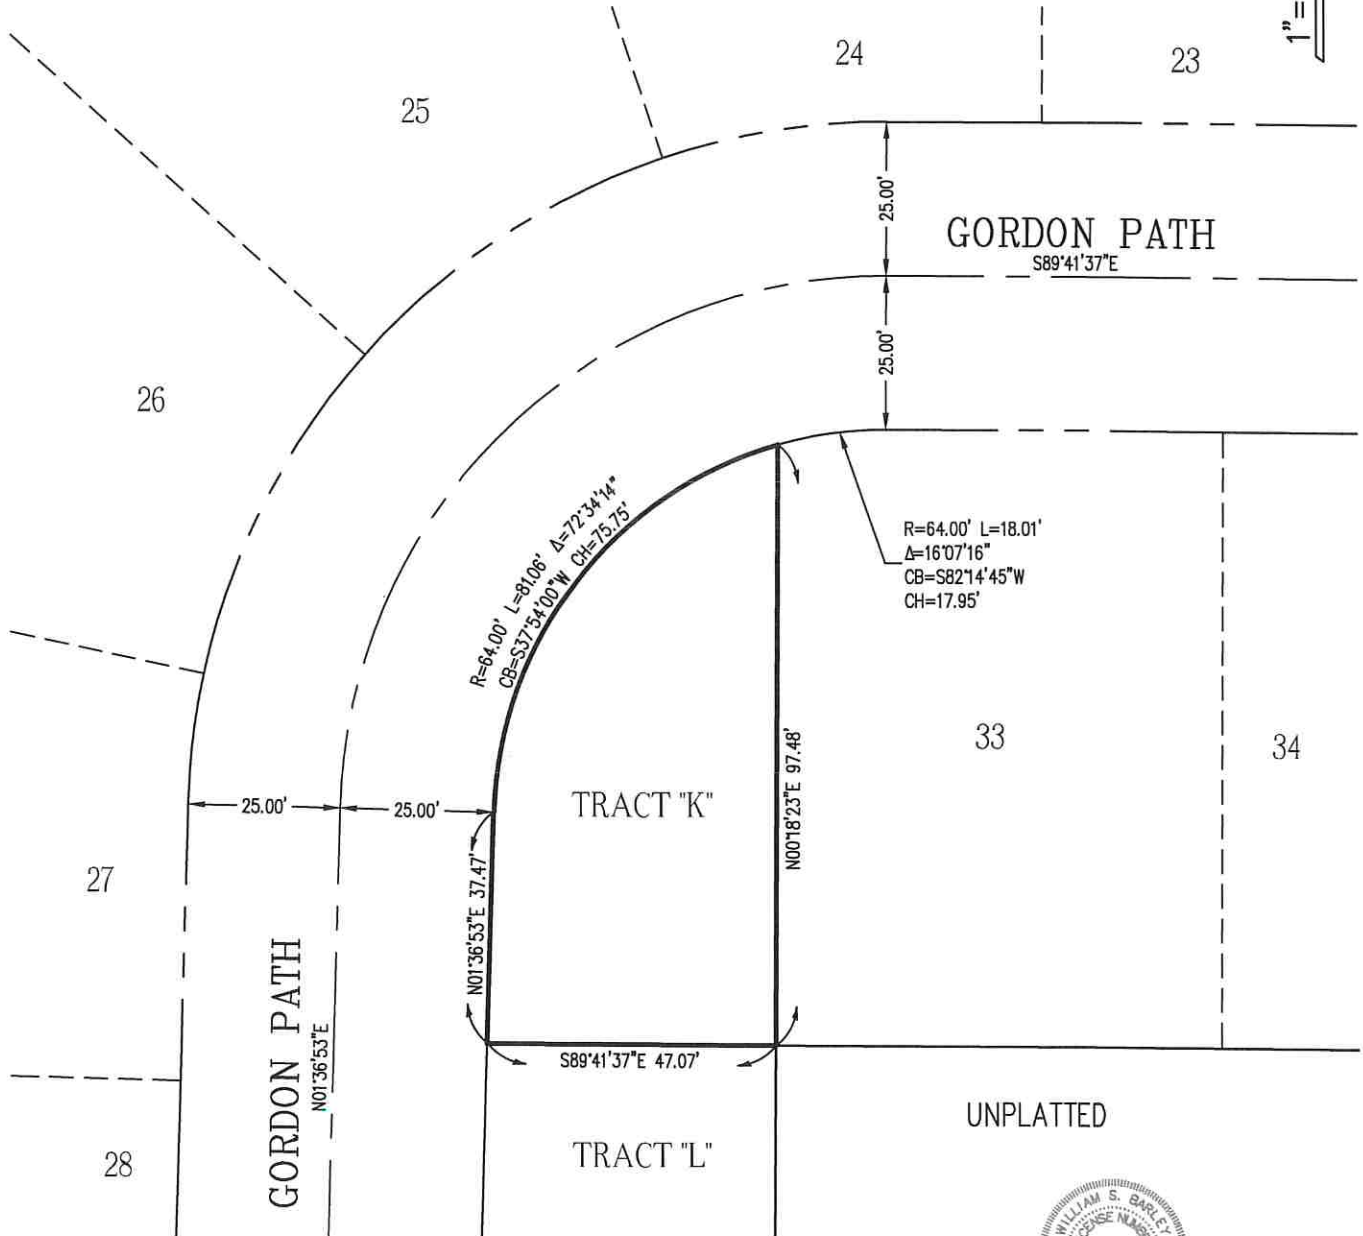 1"=
24
23
25
25.00'
GORDON PATH
S89°41'37"E
25.00'
26
R=64.00' L=81.06' Δ=72°34'14"
CB=S37°54'00"W CH=75.75'
R=64.00' L=18.01'
Δ=16°07'16"
CB=S82°14'45"W
CH=17.95'
33
34
N00°18'23"E 97.48'
TRACT "K"
25.00'
25.00'
27
N01°36'53"E 37.47'
GORDON PATH
N01°36'53"E
S89°41'37"E 47.07'
UNPLATTED
TRACT "L"
28
WILLIAM S. BARLEY